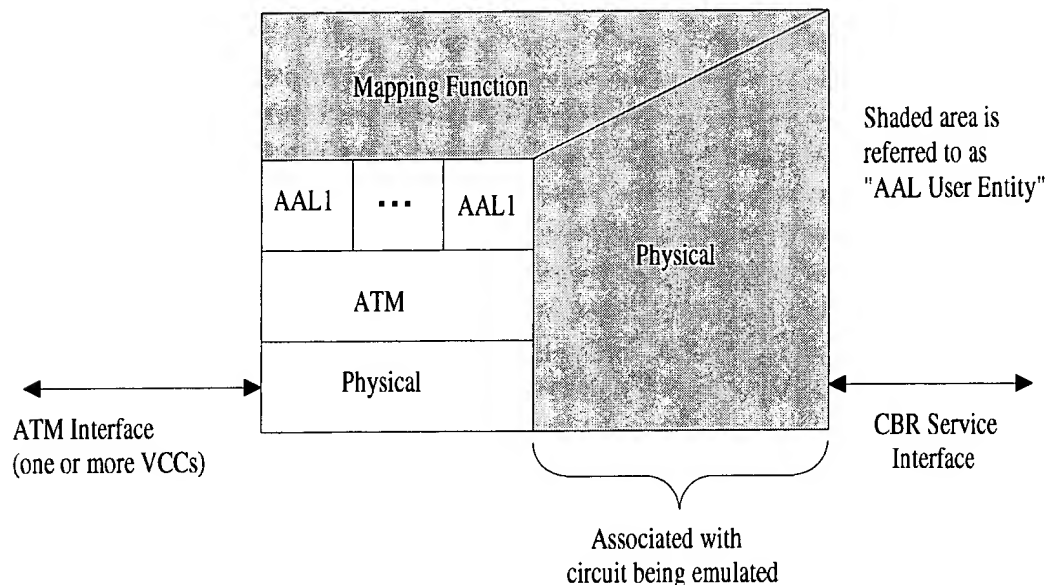 Mapping Function
Shaded area is
referred to as
"AAL User Entity"
AAL1
...
AAL1
Physical
ATM
Physical
ATM Interface
(one or more VCCs)
CBR Service
Interface
Associated with
circuit being emulated